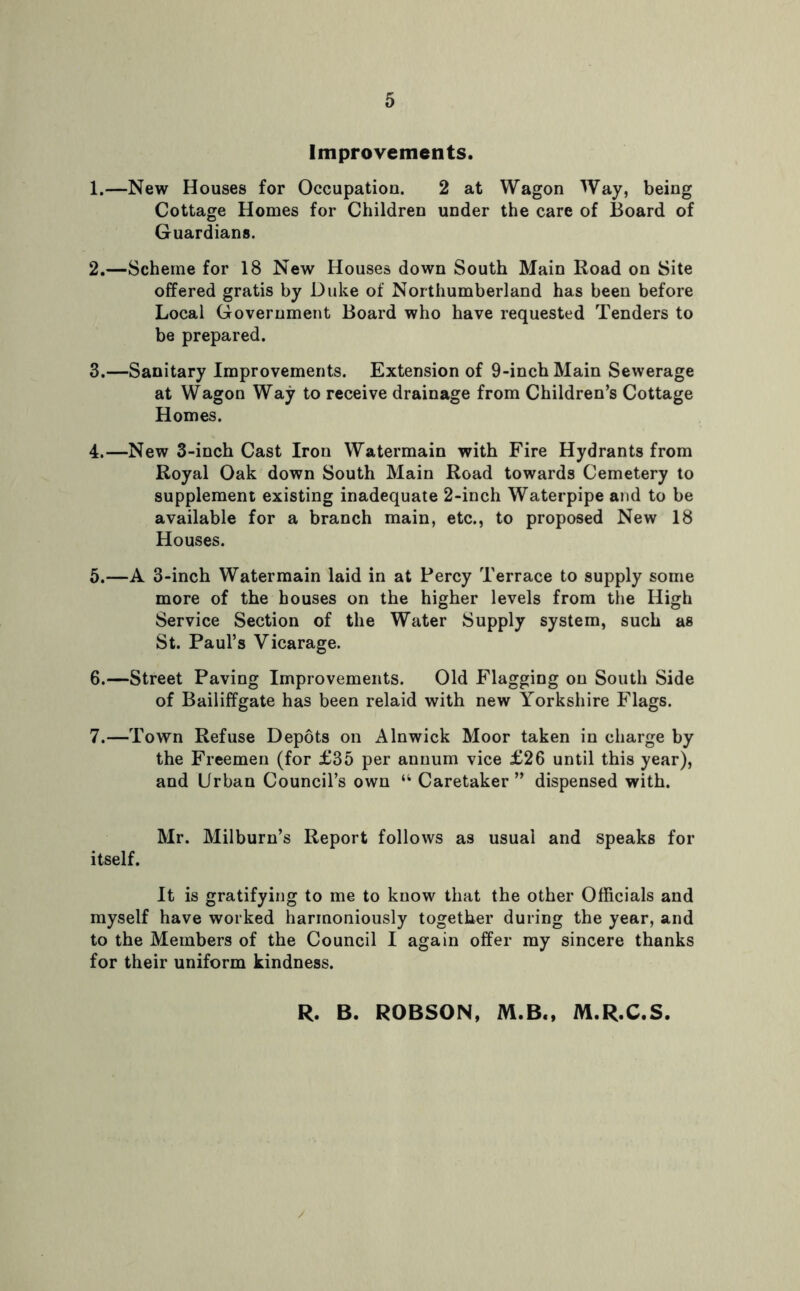 5
Improvements.
1.—New Houses for Occupation. 2 at Wagon Way, being
Cottage Homes for Children under the care of Board of
Guardians.
2.—Scheme for 18 New Houses down South Main Road on Site
offered gratis by Duke of Northumberland has been before
Local Government Board who have requested Tenders to
be prepared.
3.—Sanitary Improvements. Extension of 9-inch Main Sewerage
at Wagon Way to receive drainage from Children's Cottage
Homes.
4.—New 3-inch Cast Iron Watermain with Fire Hydrants from
Royal Oak down South Main Road towards Cemetery to
supplement existing inadequate 2-inch Waterpipe and to be
available for a branch main, etc., to proposed New 18
Houses.
5.—A 3-inch Watermain laid in at Percy Terrace to supply some
more of the houses on the higher levels from the High
Service Section of the Water Supply system, such as
St. Paul's Vicarage.
6.—Street Paving Improvements. Old Flagging on South Side
of Bailiffgate has been relaid with new Yorkshire Flags.
7.—Town Refuse Depôts on Alnwick Moor taken in charge by
the Freemen (for £35 per annum vice £26 until this year),
and Urban Council's own “ Caretaker ” dispensed with.
Mr. Milburn's Report follows as usual and speaks for
itself.
It is gratifying to me to know that the other Officials and
myself have worked harmoniously together during the year, and
to the Members of the Council I again offer my sincere thanks
for their uniform kindness.
R. B. ROBSON, M.B., M.R.C.S.